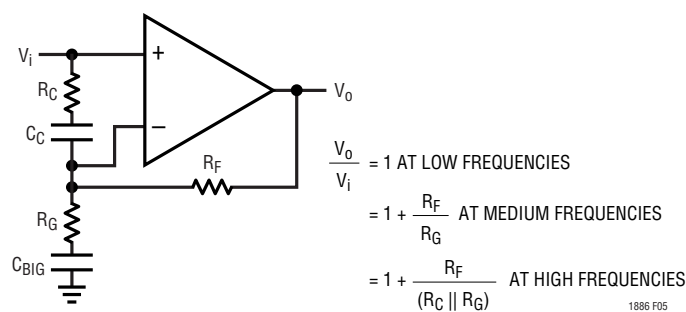 Vi
RC
CC
+
–
Vo
RF
RG
CBIG
Vo
Vi
= 1 AT LOW FREQUENCIES
= 1 + RF
RG
AT MEDIUM FREQUENCIES
= 1 + RF
(RC || RG)
AT HIGH FREQUENCIES
1886 F05